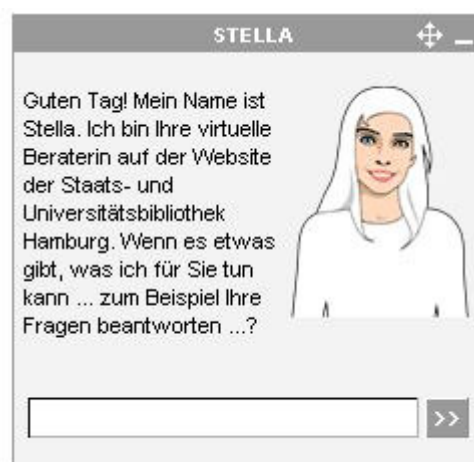 STELLA
Guten Tag! Mein Name ist
Stella. Ich bin Ihre virtuelle
Beraterin auf der Website
der Staats- und
Universitätsbibliothek
Hamburg. Wenn es etwas
gibt, was ich für Sie tun
kann ... zum Beispiel Ihre
Fragen beantworten ...?
>>